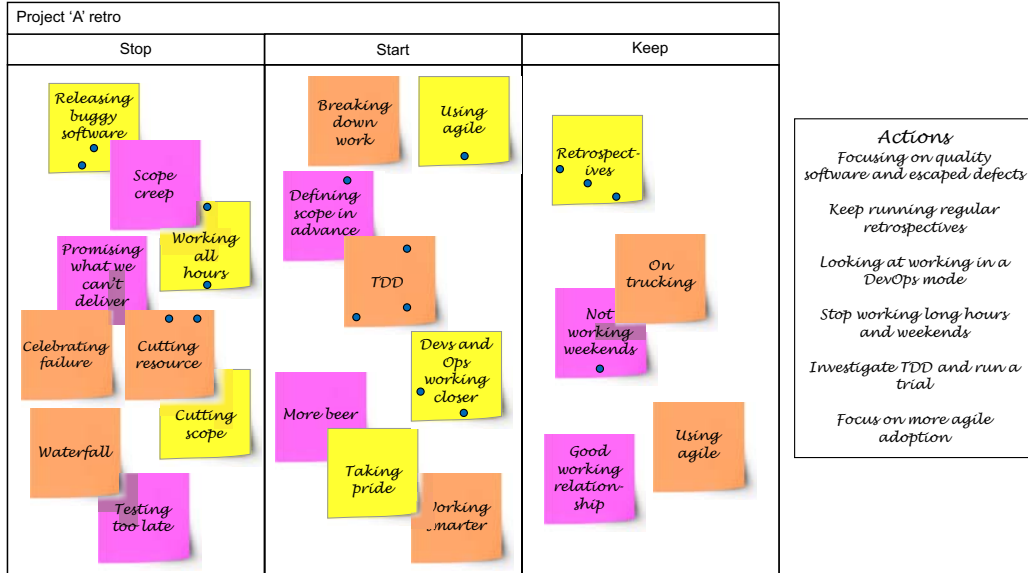 Project ‘A’ retro
Stop
Start
Keep
Releasing
buggy
software
Scope
creep
Working
all
hours
Promising
what we
can't
deliver
Celebrating
failure
Cutting
resource
Cutting
scope
Waterfall
Testing
too late
Breaking
down
work
Using
agile
Defining
scope in
advance
TDD
Devs and
Ops
working
closer
More beer
Taking
pride
Working
smarter
Retrospect-
ives
On
trucking
Not
working
weekends
Using
agile
Good
working
relation-
ship
Actions
Focusing on quality
software and escaped defects
Keep running regular
retrospectives
Looking at working in a
DevOps mode
Stop working long hours
and weekends
Investigate TDD and run a
trial
Focus on more agile
adoption